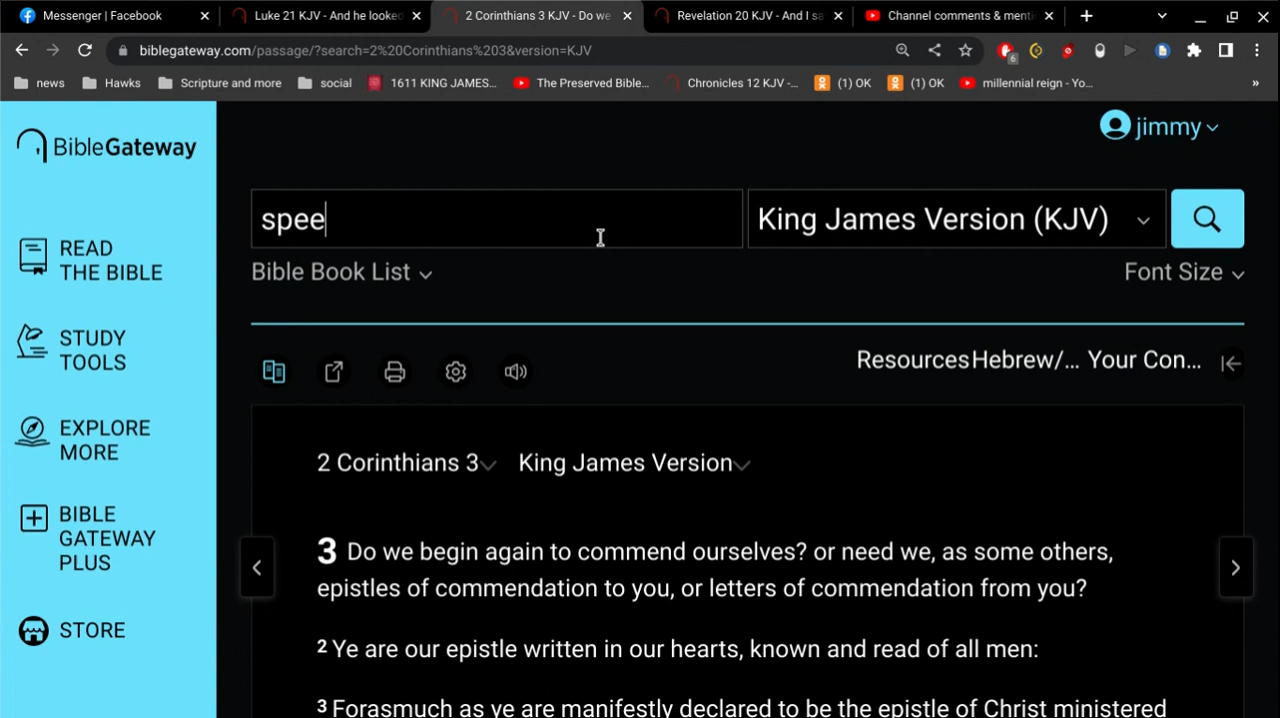 Messenger | Facebook
Luke 21 KJV - And he looked
2 Corinthians 3 KJV - Do we
Revelation 20 KJV - And I sa
Channel comments & menti
biblegateway.com/passage/?search=2%20Corinthians%203&version=KJV
6
news
Hawks
Scripture and more
social
1611 KING JAMES...
The Preserved Bible...
Chronicles 12 KJV -...
(1) OK
(1) OK
millennial reign - Yo...
»
BibleGateway
jimmy
spee
King James Version (KJV)
Bible Book List
Font Size
READ
THE BIBLE
STUDY
TOOLS
EXPLORE
MORE
BIBLE
GATEWAY
PLUS
STORE
Resources Hebrew/... Your Con...
2 Corinthians 3
King James Version
3 Do we begin again to commend ourselves? or need we, as some others,
epistles of commendation to you, or letters of commendation from you?
2 Ye are our epistle written in our hearts, known and read of all men:
3 Forasmuch as ye are manifestly declared to be the epistle of Christ ministered